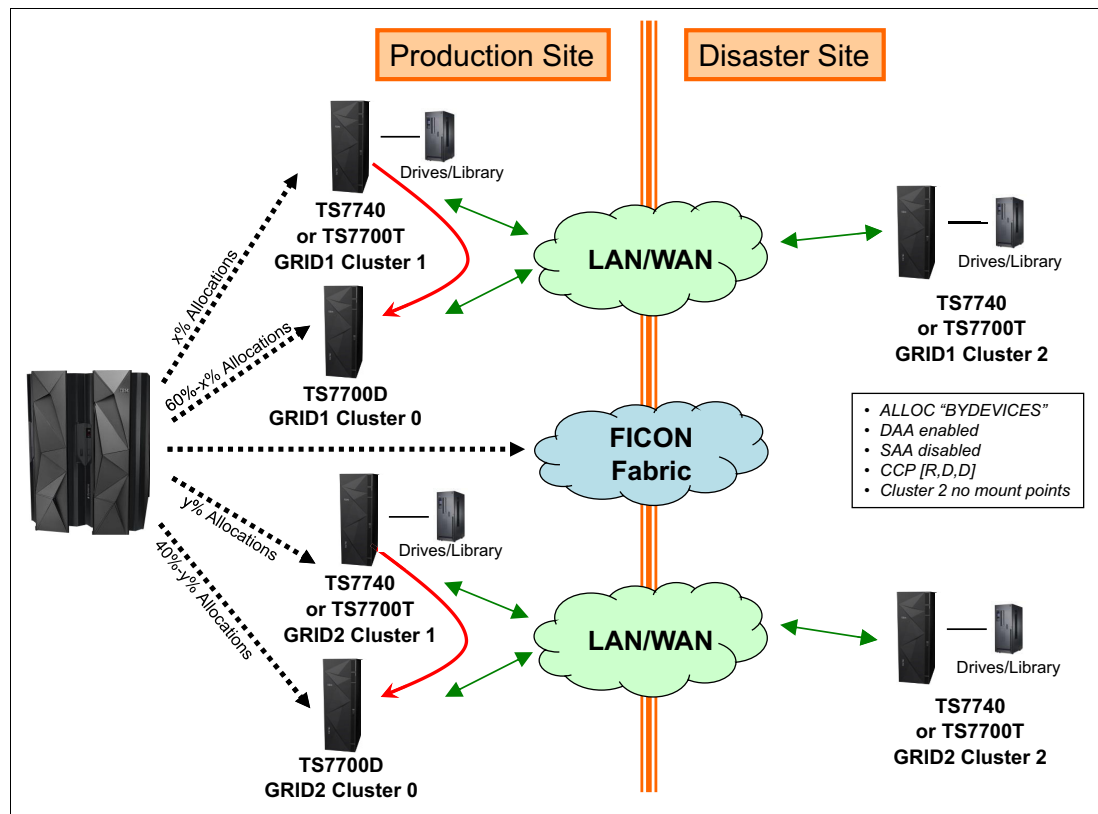 Production Site
Disaster Site
Drives/Library
TS7740
or TS7700T
GRID1 Cluster 1
LAN/WAN
Drives/Library
TS7740
or TS7700T
GRID1 Cluster 2
x% Allocations
60%-x% Allocations
TS7700D
GRID1 Cluster 0
FICON
Fabric
• ALLOC “BYDEVICES”
• DAA enabled
• SAA disabled
• CCP [R,D,D]
• Cluster 2 no mount points
y% Allocations
40%-y% Allocations
Drives/Library
TS7740
or TS7700T
GRID2 Cluster 1
LAN/WAN
Drives/Library
TS7740
or TS7700T
GRID2 Cluster 2
TS7700D
GRID2 Cluster 0